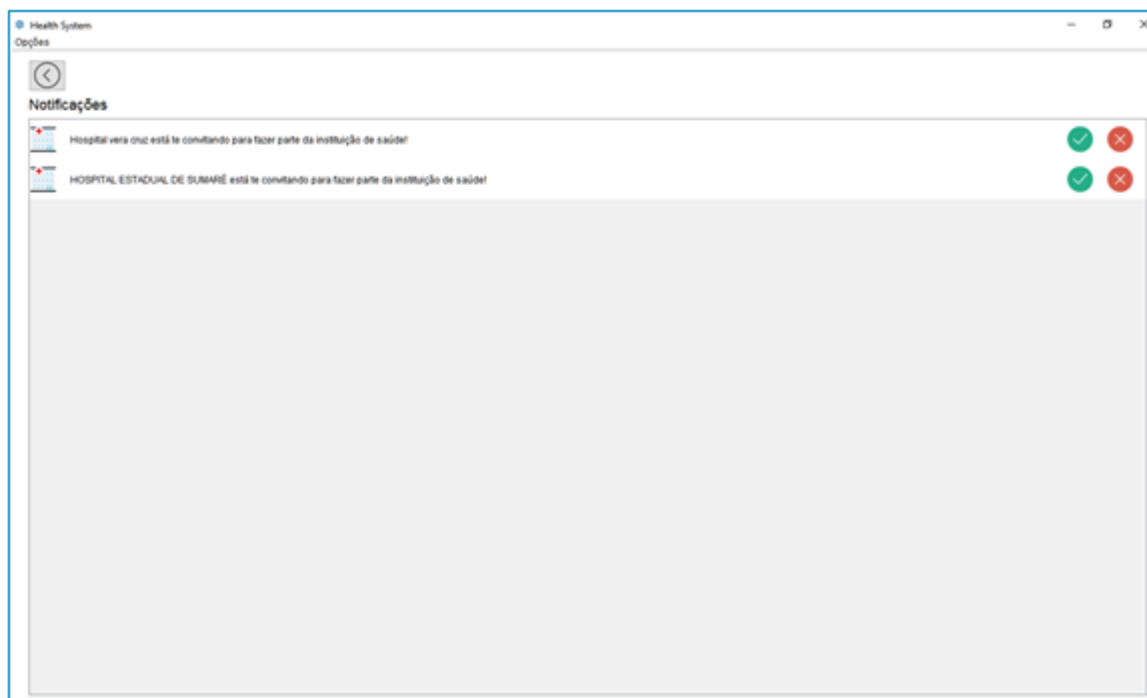 Health System
Opções
Notificações
Hospital vera cruz está te convitando para fazer parte da instituição de saúde!
HOSPITAL ESTADUAL DE SUMARÉ está te convitando para fazer parte da instituição de saúde!